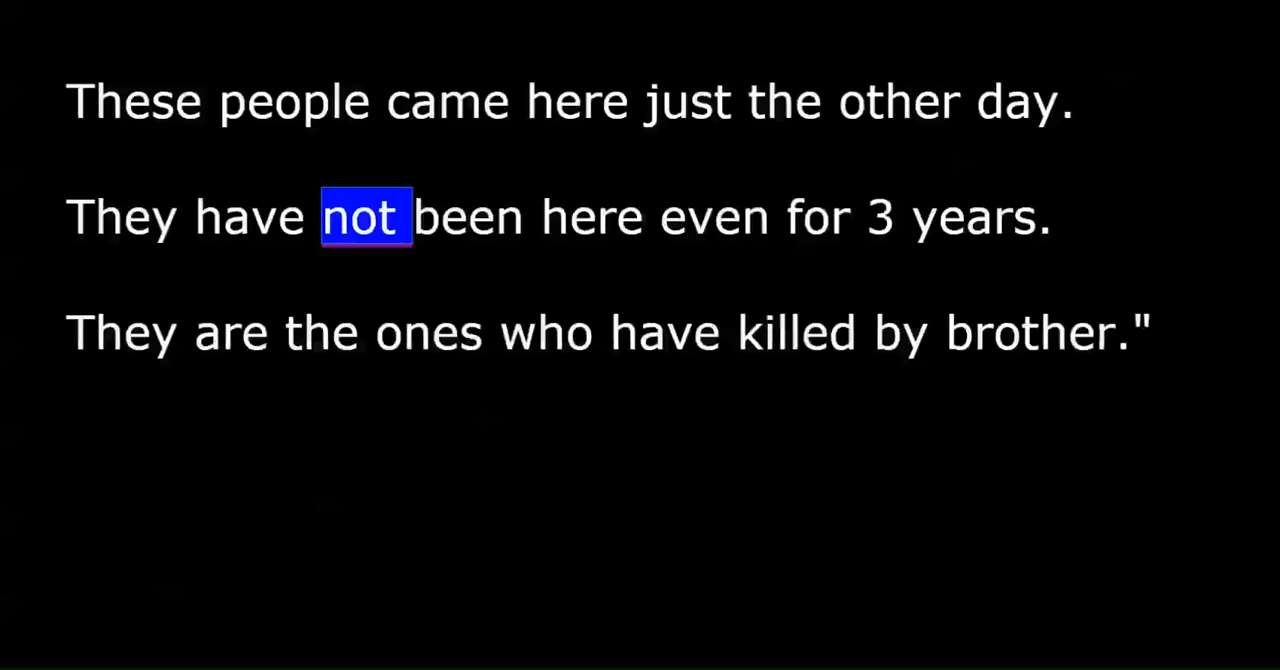 These people came here just the other day.
They have not been here even for 3 years.
They are the ones who have killed by brother."